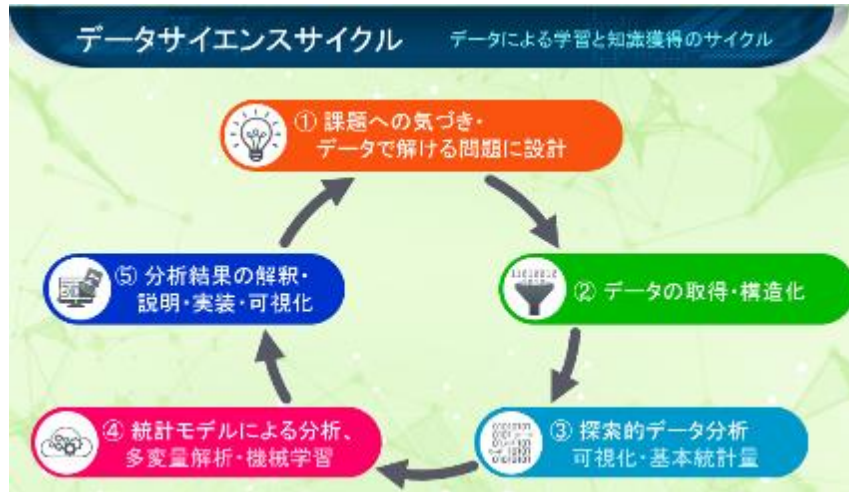 データサイエンスサイクル データによる学習と知識獲得のサイクル
① 課題への気づき・
データで解ける問題に設計
② データの取得・構造化
③ 探索的データ分析
可視化・基本統計量
④ 統計モデルによる分析、
多変量解析・機械学習
⑤ 分析結果の解釈・
説明・実装・可視化